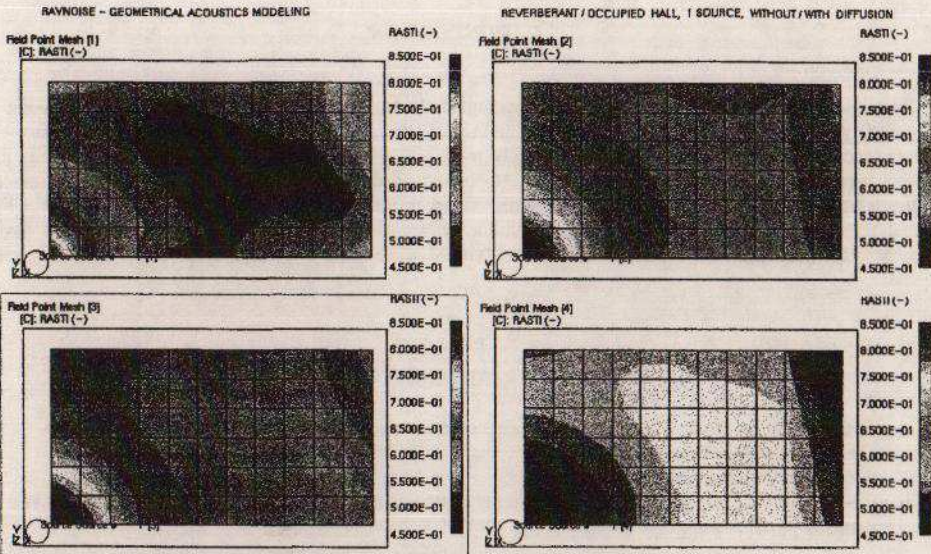 RAYNOISE - GEOMETRICAL ACOUSTICS MODELING
REVERBERANT / OCCUPIED HALL, 1 SOURCE, WITHOUT / WITH DIFFUSION
Field Point Mesh [1]
[C]: RASTI (-)
RASTI (-)
8.500E-01
8.000E-01
7.500E-01
7.000E-01
6.500E-01
6.000E-01
5.500E-01
5.000E-01
4.500E-01
Y
Z X
Field Point Mesh [2]
[C]: RASTI (-)
RASTI (-)
8.500E-01
8.000E-01
7.500E-01
7.000E-01
6.500E-01
6.000E-01
5.500E-01
5.000E-01
4.500E-01
Y
Z X
Field Point Mesh [3]
[C]: RASTI (-)
RASTI (-)
8.500E-01
8.000E-01
7.500E-01
7.000E-01
6.500E-01
6.000E-01
5.500E-01
5.000E-01
4.500E-01
Y
Z X
Field Point Mesh [4]
[C]: RASTI (-)
RASTI (-)
8.500E-01
8.000E-01
7.500E-01
7.000E-01
6.500E-01
6.000E-01
5.500E-01
5.000E-01
4.500E-01
Y
Z X